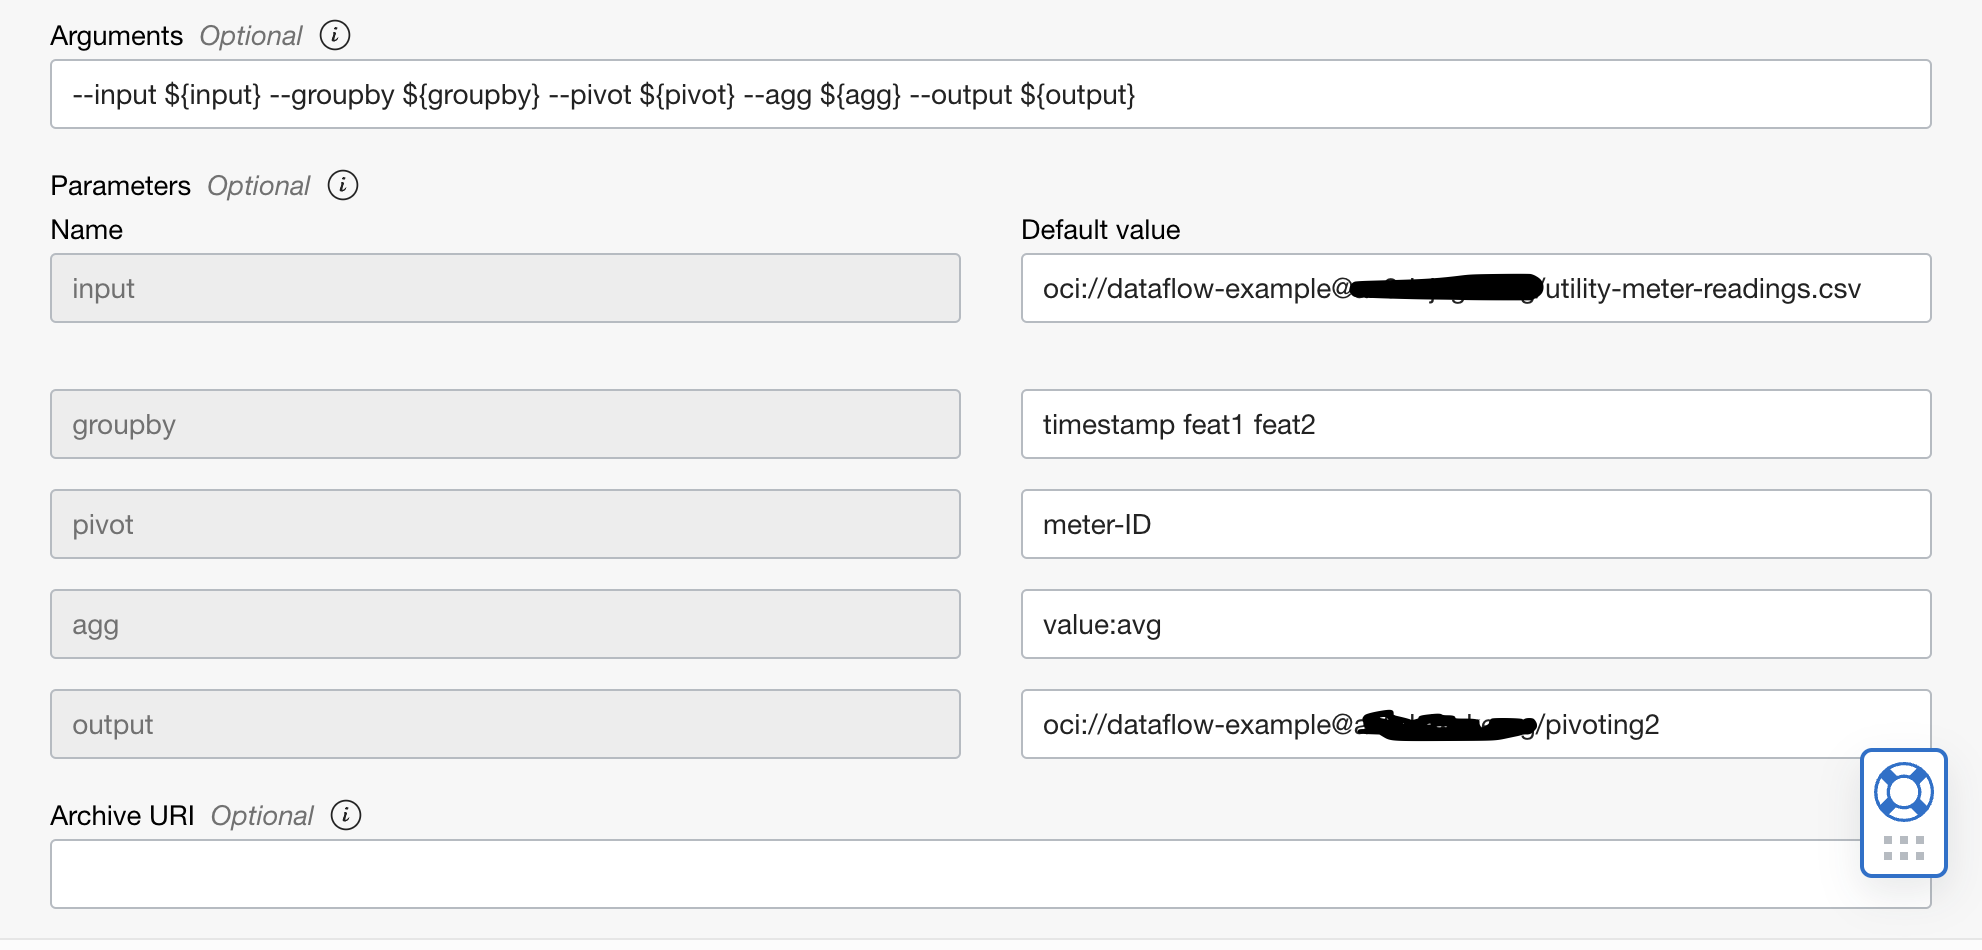 Arguments Optional i
--input ${input} --groupby ${groupby} --pivot ${pivot} --agg ${agg} --output ${output}
Parameters Optional i
Name Default value
input oci://dataflow-example@ /utility-meter-readings.csv
groupby timestamp feat1 feat2
pivot meter-ID
agg value:avg
output oci://dataflow-example@ /pivoting2
Archive URI Optional i